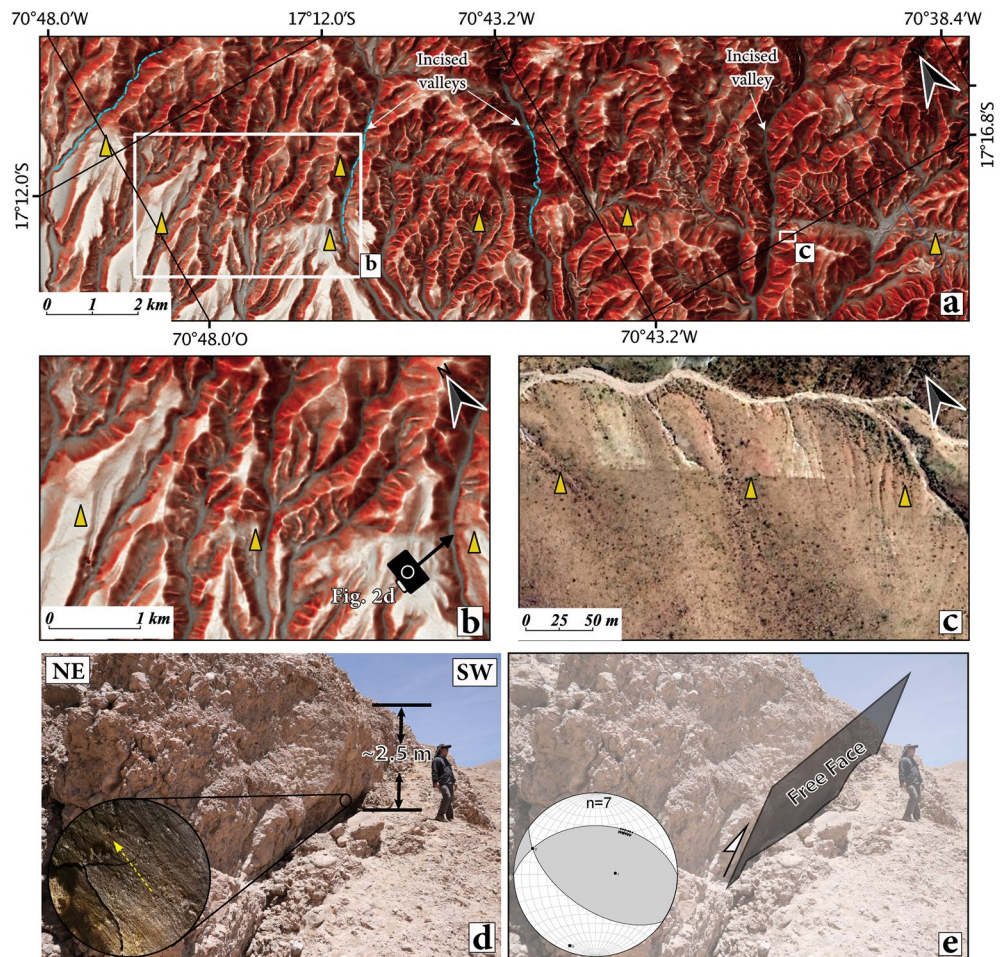 70°48.0'W
17°12.0'S
70°43.2'W
70°38.4'W
Incised
valleys
Incised
valley
17°16.8'S
17°12.0'S
b
c
0 1 2 km
a
70°48.0'O
70°43.2'W
N
Fig. 2d
0 1 km
b
0 25 50 m
c
NE
SW
~2.5 m
d
n=7
Free Face
e